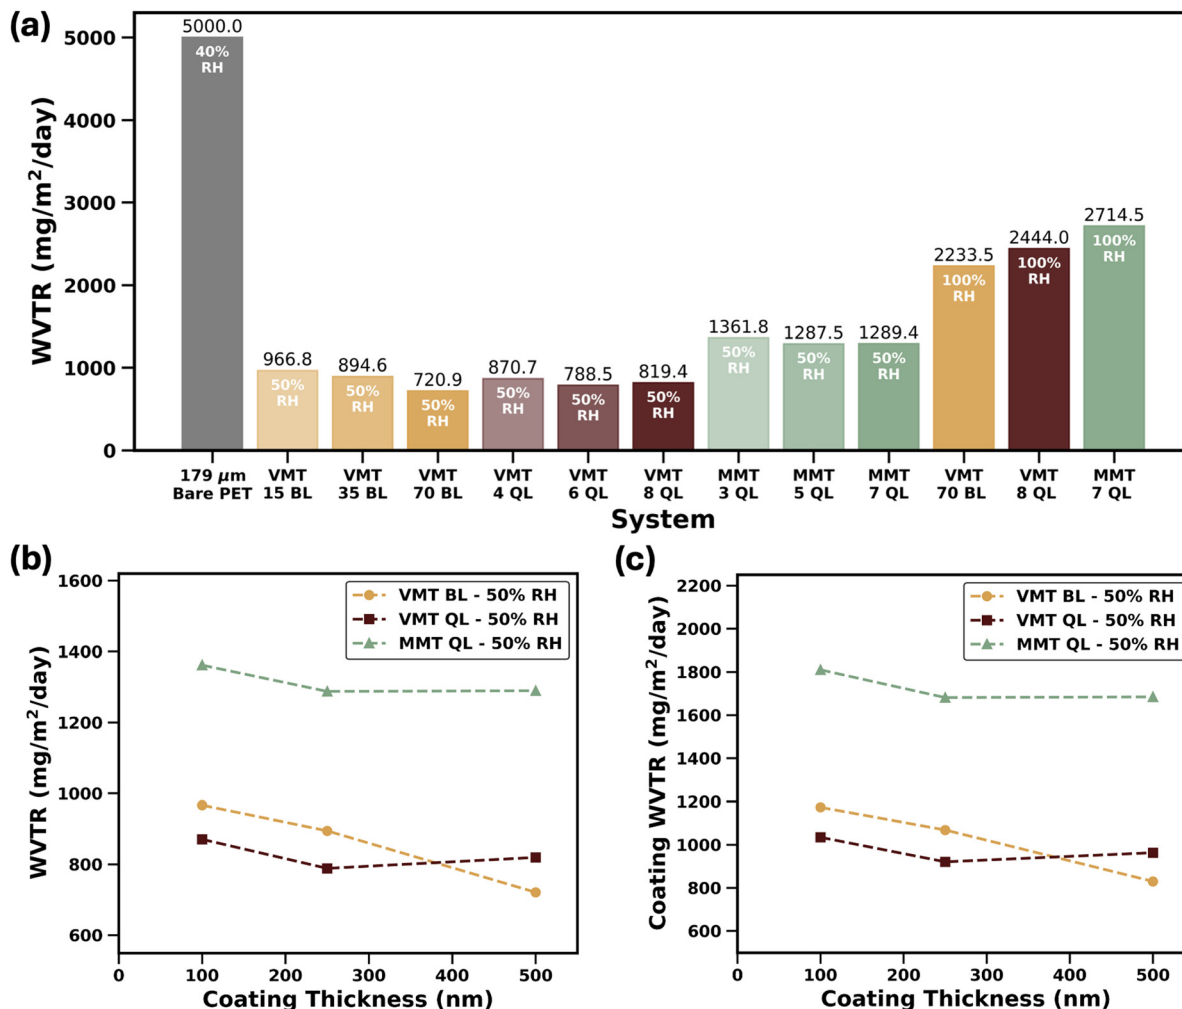 (a)
WVTR (mg/m²/day)
5000
4000
3000
2000
1000
0
5000.0
40%
RH
966.8
50%
RH
894.6
50%
RH
720.9
50%
RH
870.7
50%
RH
788.5
50%
RH
819.4
50%
RH
1361.8
50%
RH
1287.5
50%
RH
1289.4
50%
RH
2233.5
100%
RH
2444.0
100%
RH
2714.5
100%
RH
179 μm
Bare PET
VMT
15 BL
VMT
35 BL
VMT
70 BL
VMT
4 QL
VMT
6 QL
VMT
8 QL
MMT
3 QL
MMT
5 QL
MMT
7 QL
VMT
70 BL
VMT
8 QL
MMT
7 QL
System
(b)
WVTR (mg/m²/day)
1600
1400
1200
1000
800
600
VMT BL - 50% RH
VMT QL - 50% RH
MMT QL - 50% RH
0 100 200 300 400 500
Coating Thickness (nm)
(c)
Coating WVTR (mg/m²/day)
2200
2000
1800
1600
1400
1200
1000
800
600
VMT BL - 50% RH
VMT QL - 50% RH
MMT QL - 50% RH
0 100 200 300 400 500
Coating Thickness (nm)